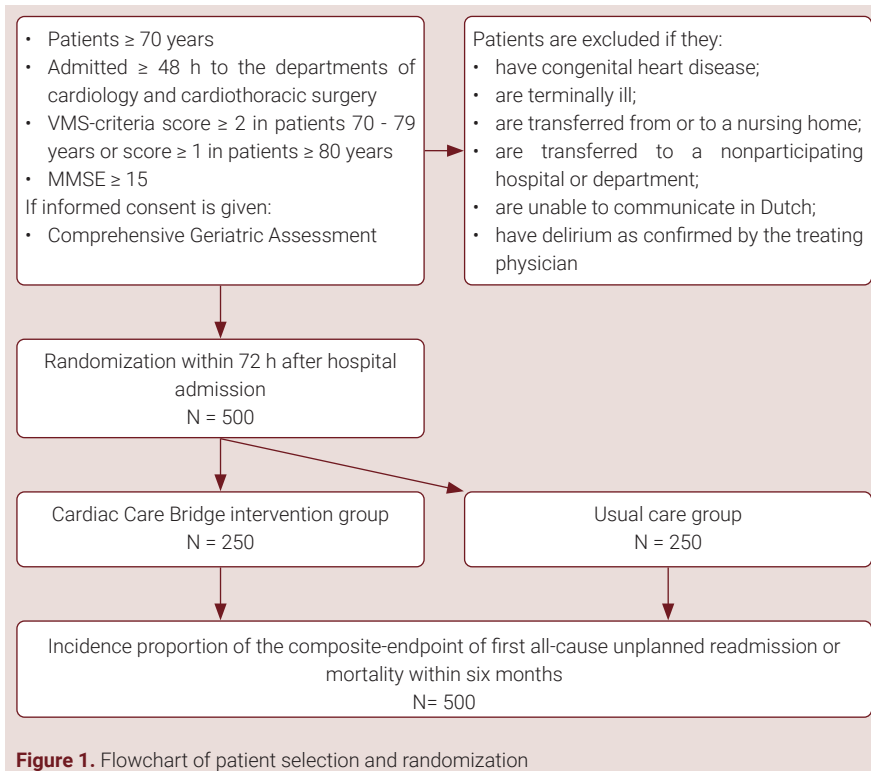 • Patients ≥ 70 years
• Admitted ≥ 48 h to the departments of
cardiology and cardiothoracic surgery
• VMS-criteria score ≥ 2 in patients 70 - 79
years or score ≥ 1 in patients ≥ 80 years
• MMSE ≥ 15
If informed consent is given:
• Comprehensive Geriatric Assessment
Patients are excluded if they:
• have congenital heart disease;
• are terminally ill;
• are transferred from or to a nursing home;
• are transferred to a nonparticipating
hospital or department;
• are unable to communicate in Dutch;
• have delirium as confirmed by the treating
physician
Randomization within 72 h after hospital
admission
N = 500
Cardiac Care Bridge intervention group
N = 250
Usual care group
N = 250
Incidence proportion of the composite-endpoint of first all-cause unplanned readmission or
mortality within six months
N= 500
Figure 1. Flowchart of patient selection and randomization